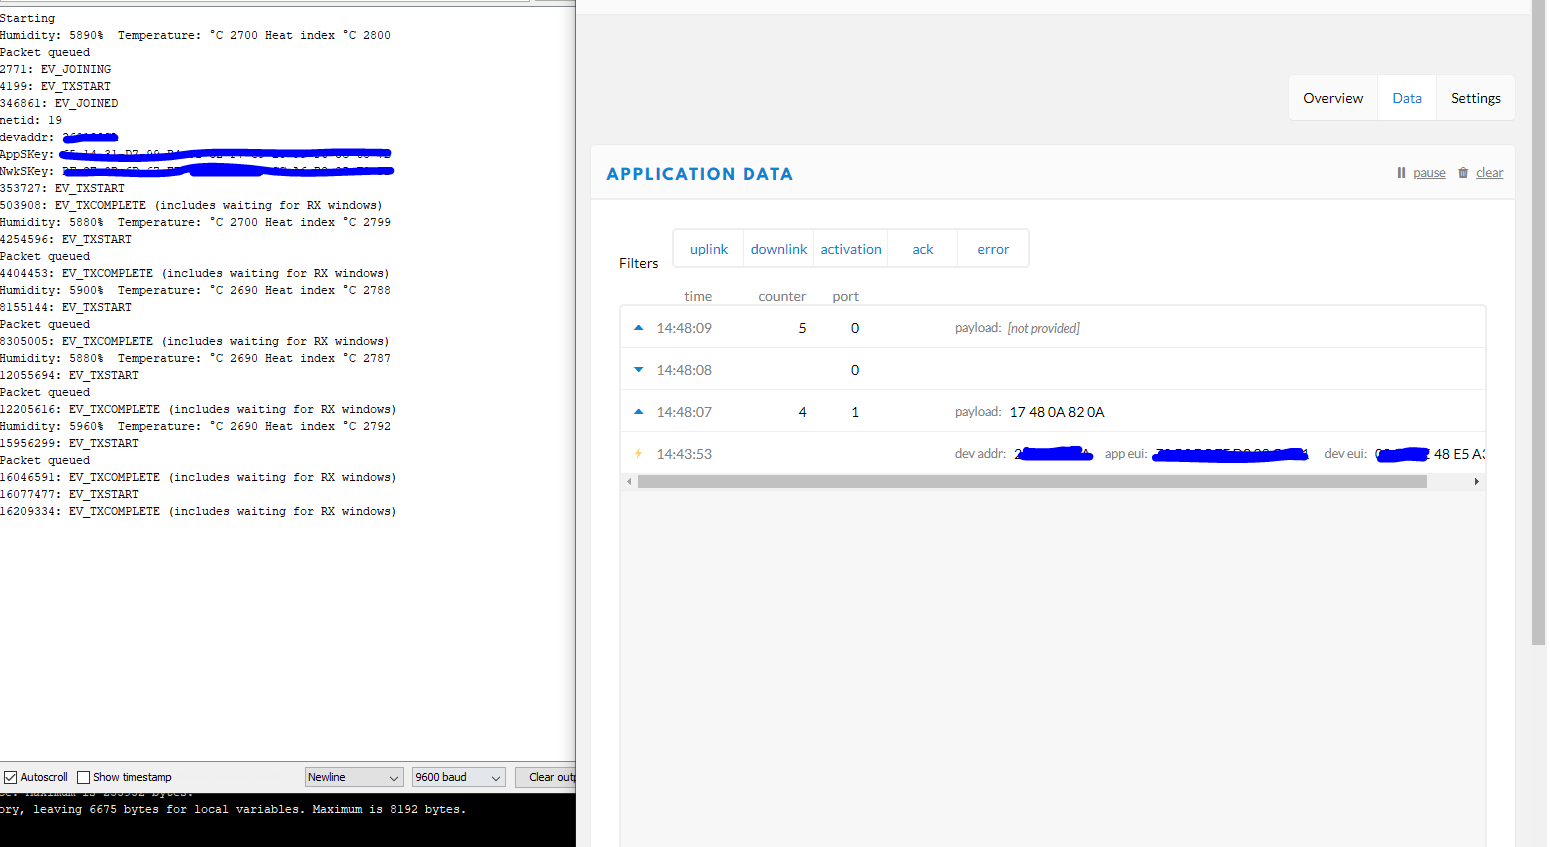 Starting
Humidity: 5890%  Temperature: °C 2700 Heat index °C 2800
Packet queued
2771: EV_JOINING
4199: EV_TXSTART
346861: EV_JOINED
netid: 19
devaddr:
AppSKey:
NwkSKey:
353727: EV_TXSTART
503908: EV_TXCOMPLETE (includes waiting for RX windows)
Humidity: 5880%  Temperature: °C 2700 Heat index °C 2799
4254596: EV_TXSTART
Packet queued
4404453: EV_TXCOMPLETE (includes waiting for RX windows)
Humidity: 5900%  Temperature: °C 2690 Heat index °C 2788
8155144: EV_TXSTART
Packet queued
8305005: EV_TXCOMPLETE (includes waiting for RX windows)
Humidity: 5880%  Temperature: °C 2690 Heat index °C 2787
12055694: EV_TXSTART
Packet queued
12205616: EV_TXCOMPLETE (includes waiting for RX windows)
Humidity: 5960%  Temperature: °C 2690 Heat index °C 2792
15956299: EV_TXSTART
Packet queued
16046591: EV_TXCOMPLETE (includes waiting for RX windows)
16077477: EV_TXSTART
16209334: EV_TXCOMPLETE (includes waiting for RX windows)
Autoscroll Show timestamp Newline 9600 baud Clear outp
ory, leaving 6675 bytes for local variables. Maximum is 8192 bytes.
Overview Data Settings
APPLICATION DATA pause clear
Filters uplink downlink activation ack error
time counter port
14:48:09 5 0 payload: [not provided]
14:48:08 0
14:48:07 4 1 payload: 17 48 0A 82 0A
14:43:53 dev addr: app eui: dev eui: 48 E5 A3